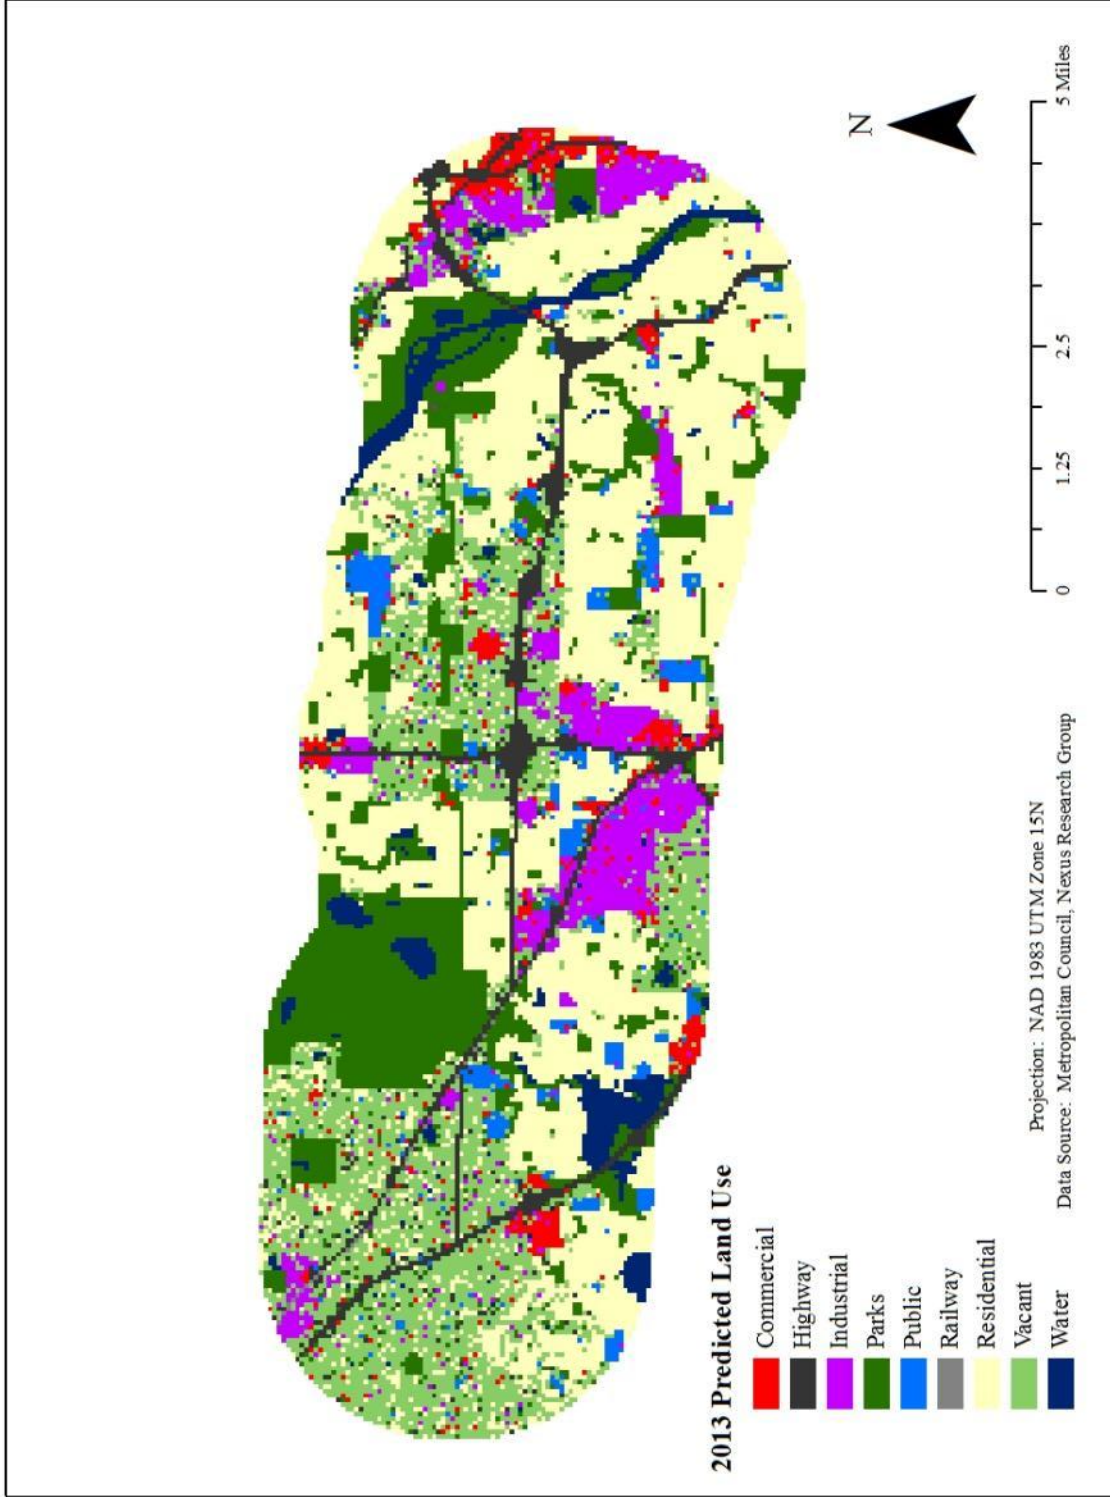 2013 Predicted Land Use
Commercial
Highway
Industrial
Parks
Public
Railway
Residential
Vacant
Water
N
0 1.25 2.5 5 Miles
Projection: NAD 1983 UTM Zone 15N
Data Source: Metropolitan Council, Nexus Research Group